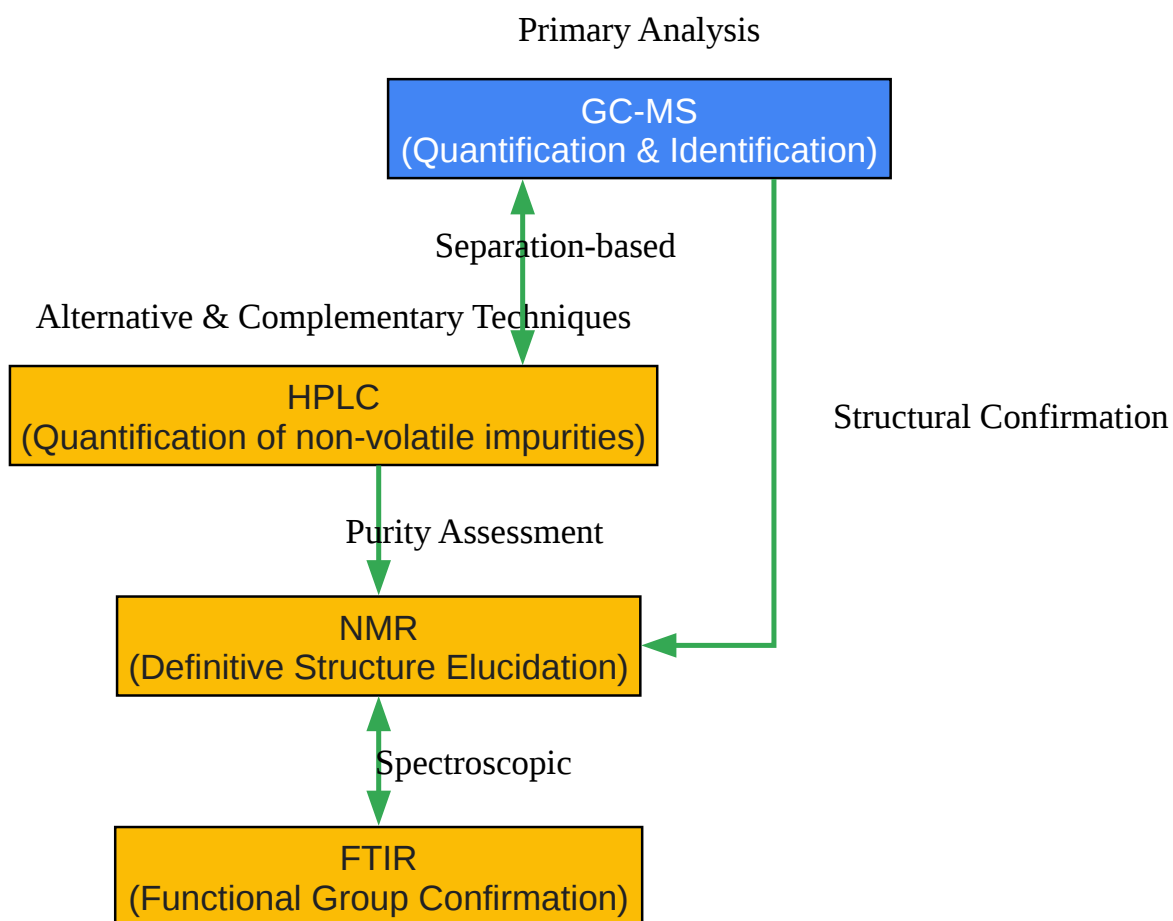 Primary Analysis
GC-MS
(Quantification & Identification)
Separation-based
Alternative & Complementary Techniques
HPLC
(Quantification of non-volatile impurities)
Structural Confirmation
Purity Assessment
NMR
(Definitive Structure Elucidation)
Spectroscopic
FTIR
(Functional Group Confirmation)